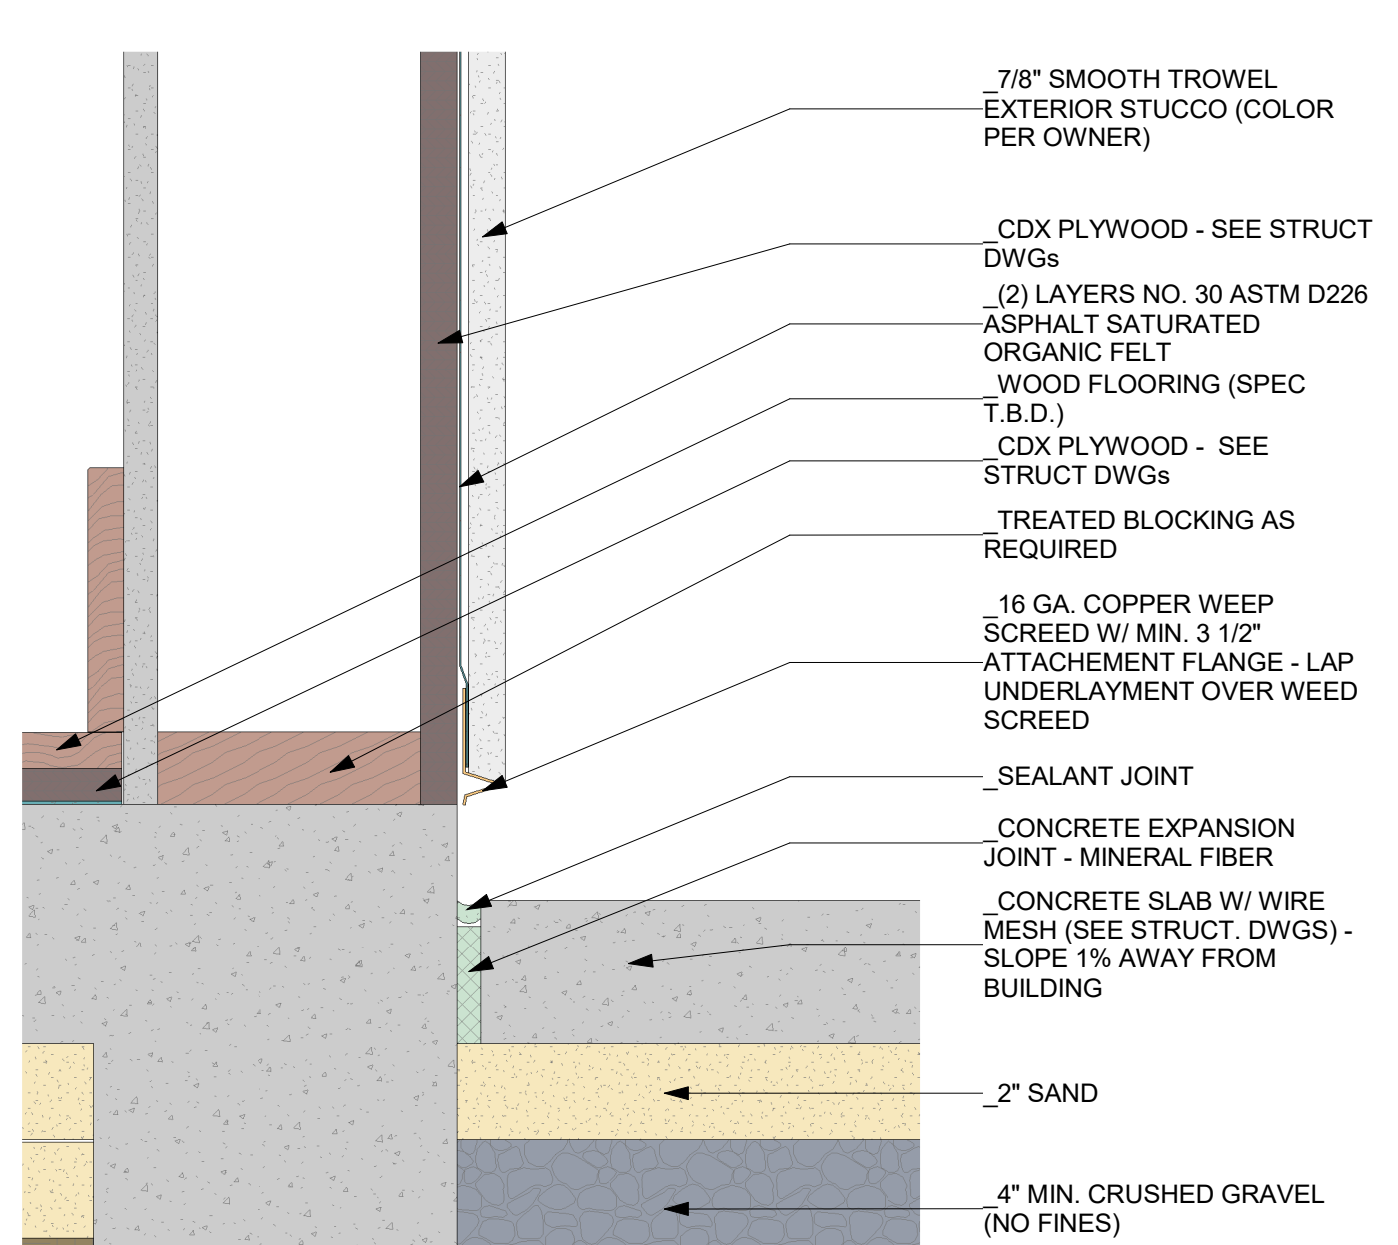 _7/8" SMOOTH TROWEL
EXTERIOR STUCCO (COLOR
PER OWNER)
_CDX PLYWOOD - SEE STRUCT
DWGs
_(2) LAYERS NO. 30 ASTM D226
ASPHALT SATURATED
ORGANIC FELT
_WOOD FLOORING (SPEC
T.B.D.)
_CDX PLYWOOD - SEE
STRUCT DWGs
_TREATED BLOCKING AS
REQUIRED
_16 GA. COPPER WEEP
SCREED W/ MIN. 3 1/2"
ATTACHEMENT FLANGE - LAP
UNDERLAYMENT OVER WEED
SCREED
_SEALANT JOINT
_CONCRETE EXPANSION
JOINT - MINERAL FIBER
_CONCRETE SLAB W/ WIRE
MESH (SEE STRUCT. DWGS) -
SLOPE 1% AWAY FROM
BUILDING
_2" SAND
_4" MIN. CRUSHED GRAVEL
(NO FINES)